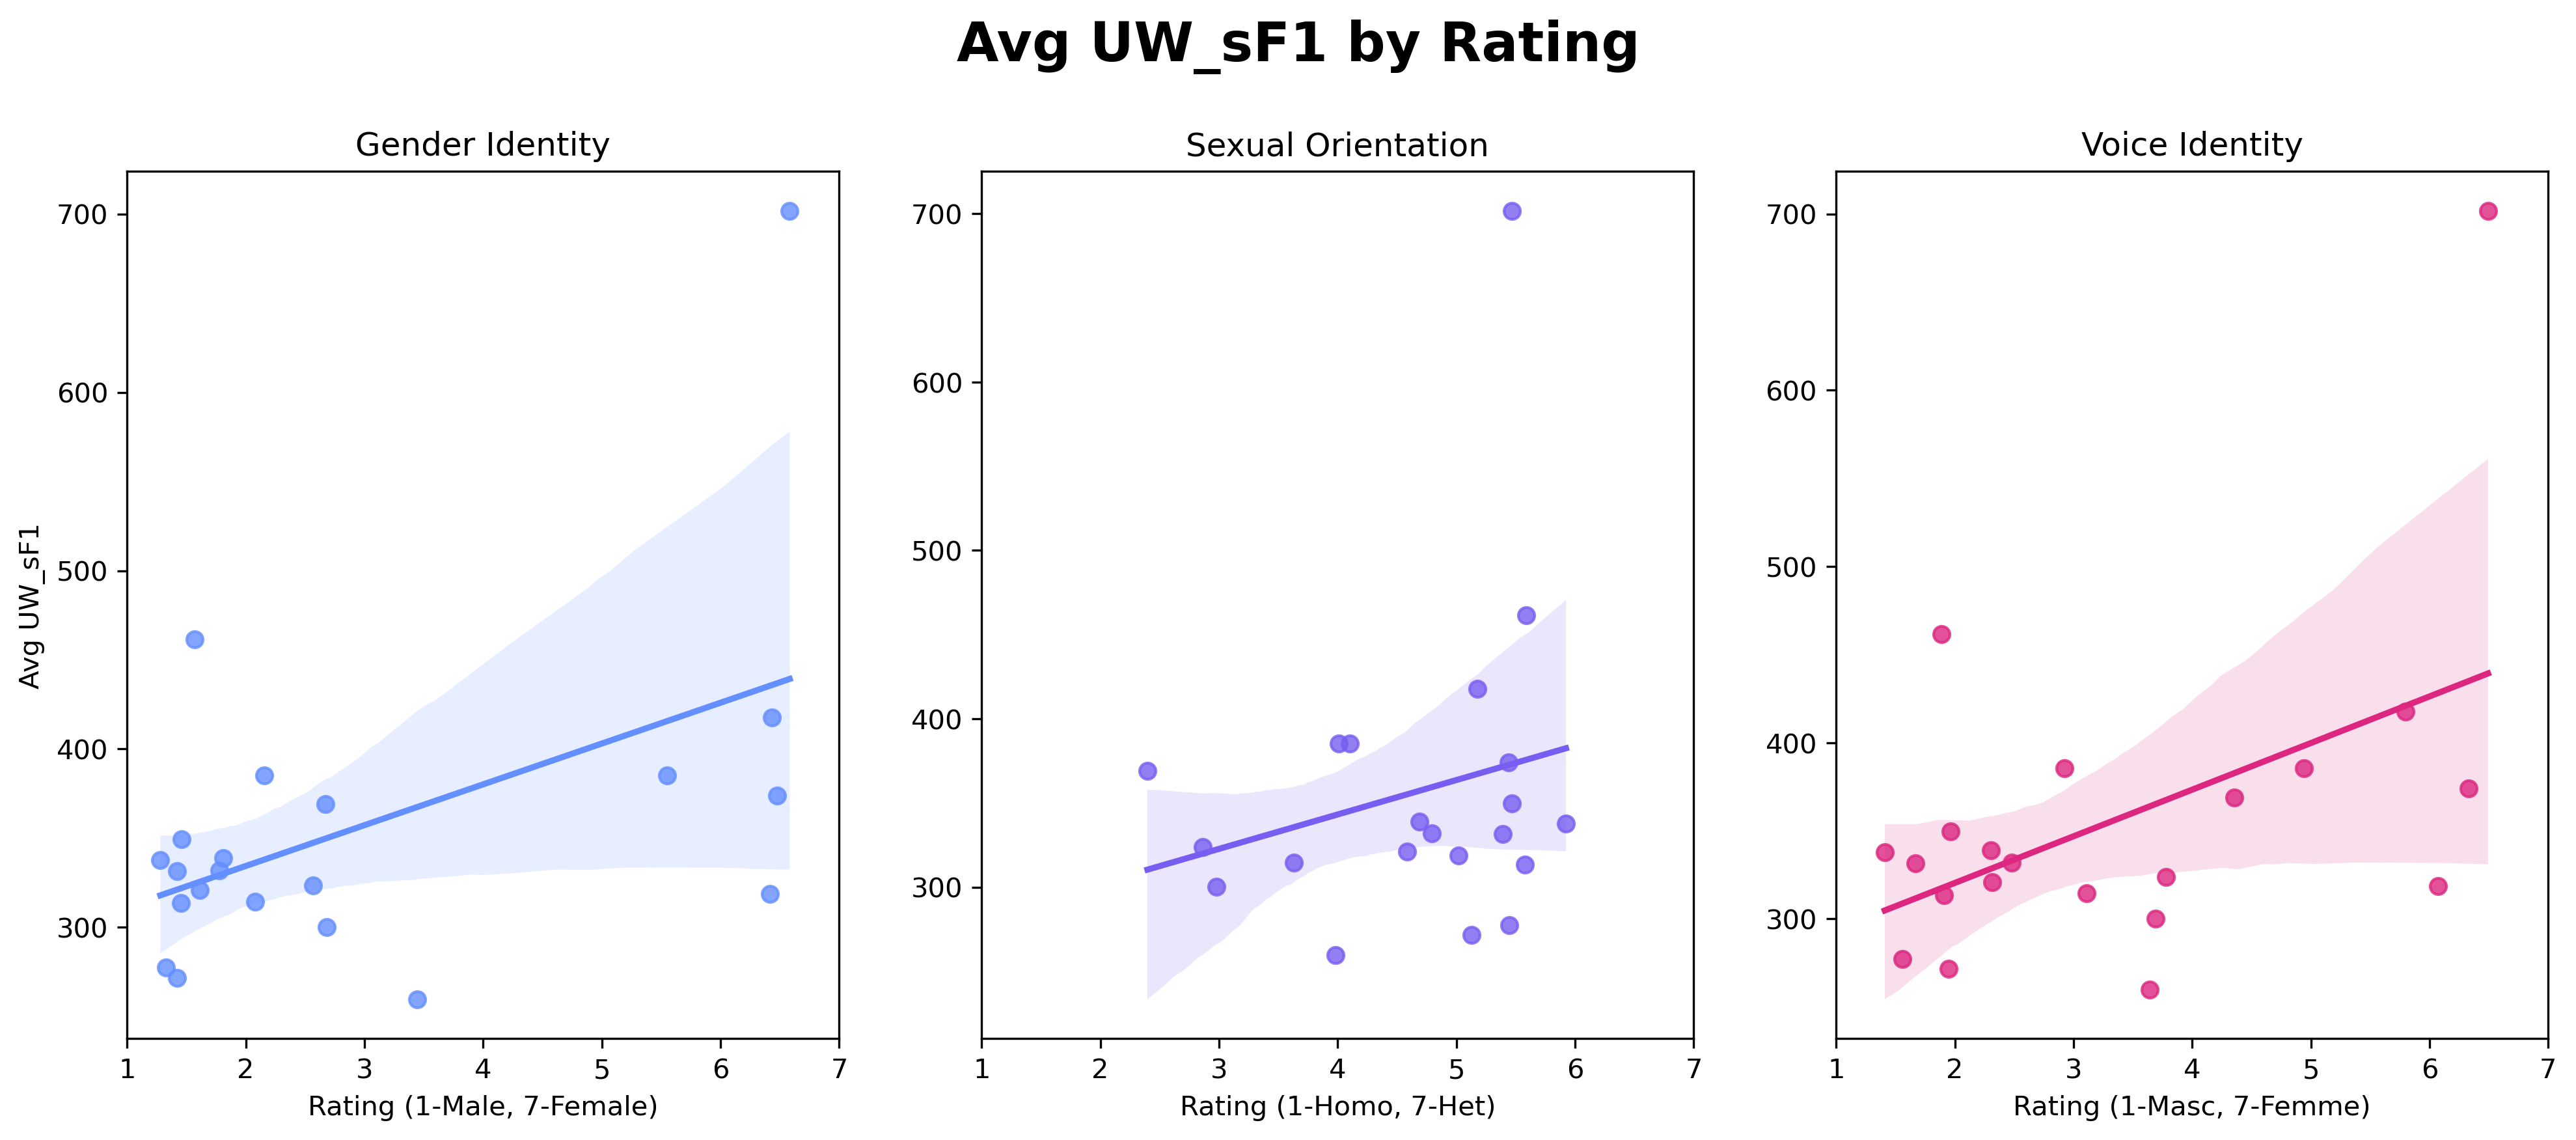 Avg UW_sF1 by Rating
Gender Identity
Sexual Orientation
Voice Identity
Avg UW_sF1
700
600
500
400
300
1 2 3 4 5 6 7
Rating (1-Male, 7-Female)
700
600
500
400
300
1 2 3 4 5 6 7
Rating (1-Homo, 7-Het)
700
600
500
400
300
1 2 3 4 5 6 7
Rating (1-Masc, 7-Femme)